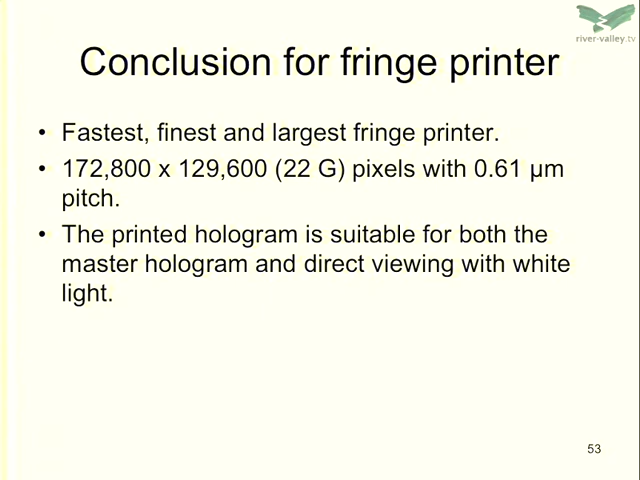 river-valley.tv
Conclusion for fringe printer
• Fastest, finest and largest fringe printer.
• 172,800 x 129,600 (22 G) pixels with 0.61 μm
pitch.
• The printed hologram is suitable for both the
master hologram and direct viewing with white
light.
53